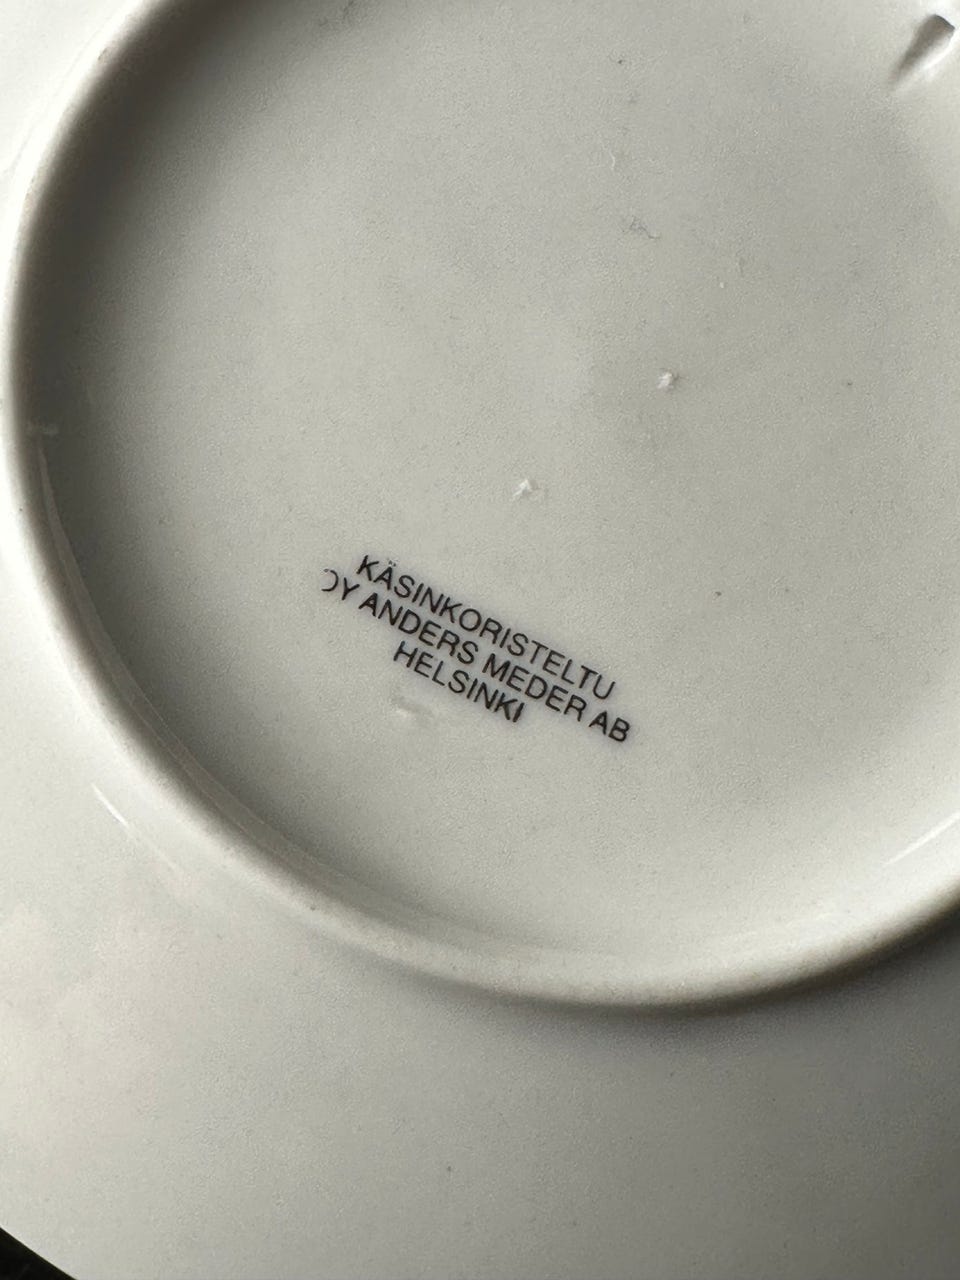 KÄSINKORISTELTU
OY ANDERS MEDER AB
HELSINKI